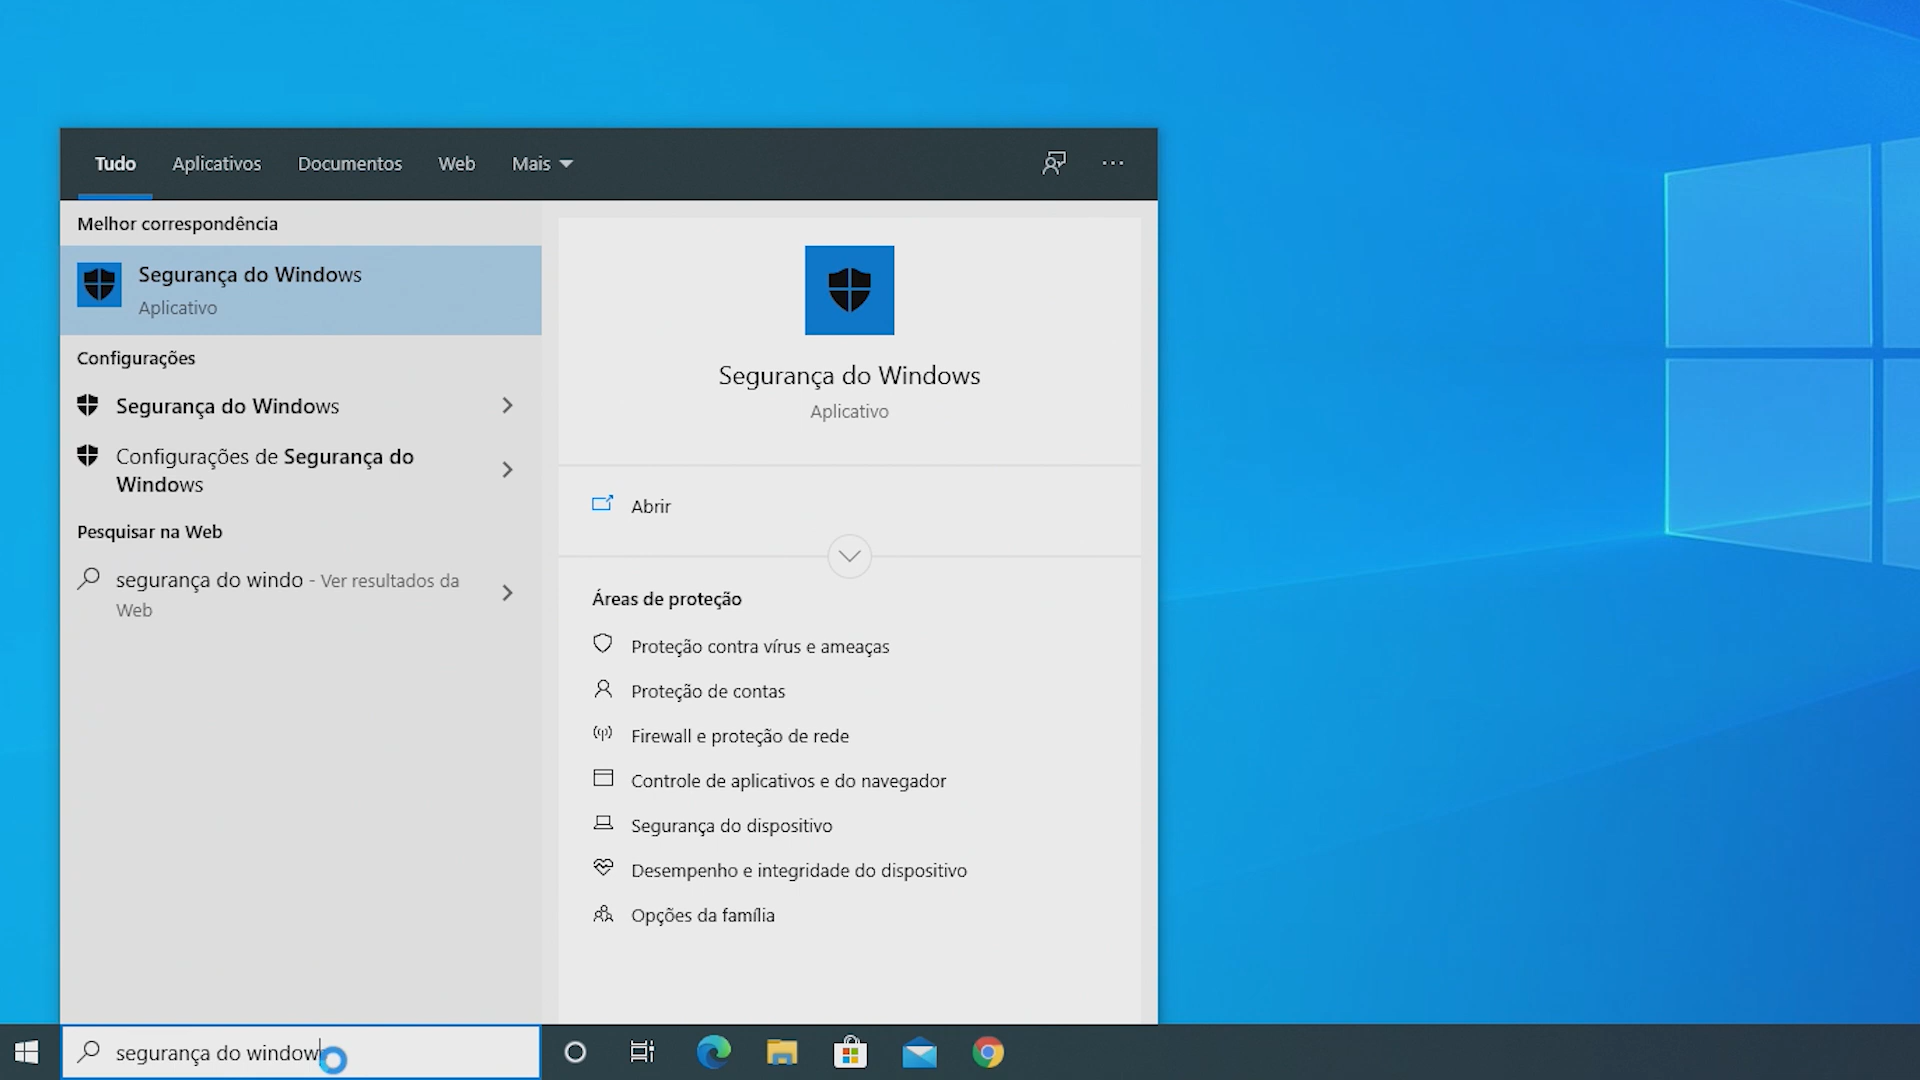 Tudo Aplicativos Documentos Web Mais
Melhor correspondência
Segurança do Windows
Aplicativo
Configurações
Segurança do Windows
Configurações de Segurança do
Windows
Pesquisar na Web
segurança do windo - Ver resultados da
Web
Segurança do Windows
Aplicativo
Abrir
Áreas de proteção
Proteção contra vírus e ameaças
Proteção de contas
Firewall e proteção de rede
Controle de aplicativos e do navegador
Segurança do dispositivo
Desempenho e integridade do dispositivo
Opções da família
segurança do window